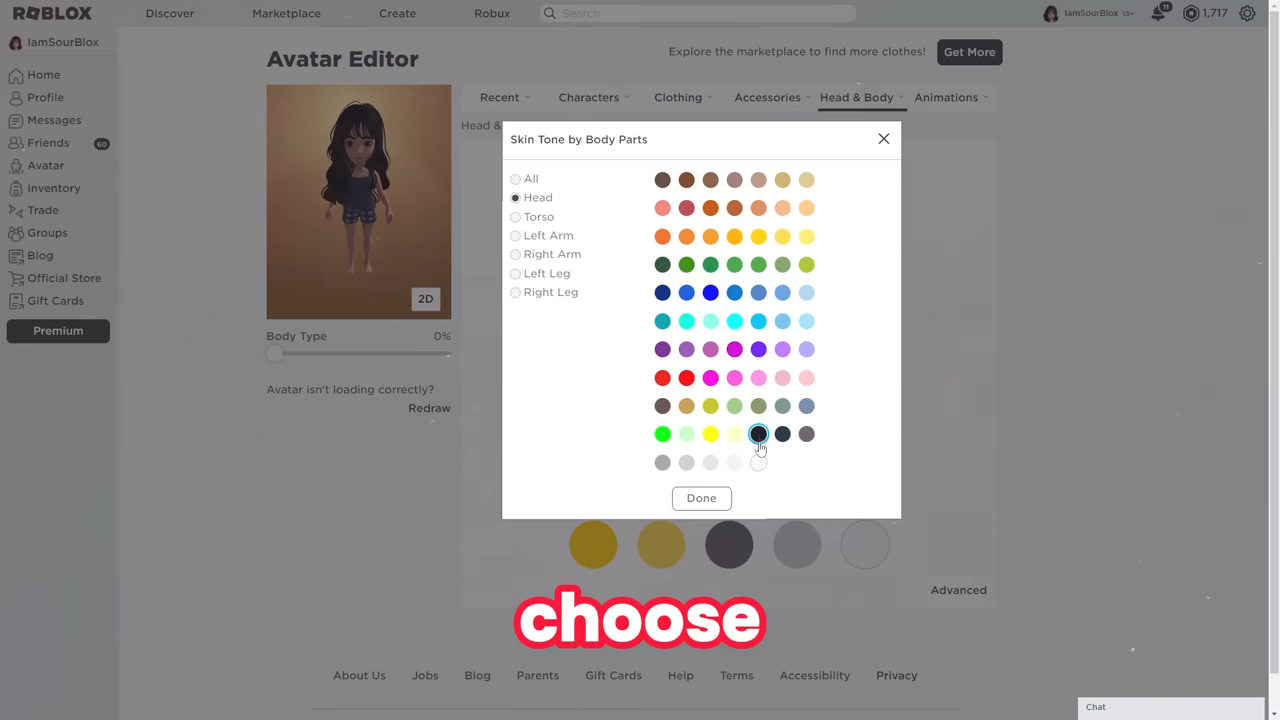 ROBLOX
Discover
Marketplace
Create
Robux
Search
IamSourBlox 13+
11
1,717
IamSourBlox
Home
Profile
Messages
Friends
60
Avatar
Inventory
Trade
Groups
Blog
Official Store
Gift Cards
Premium
Avatar Editor
Explore the marketplace to find more clothes!
Get More
2D
Body Type
0%
Avatar isn't loading correctly?
Redraw
Recent
Characters
Clothing
Accessories
Head & Body
Animations
Head &
Skin Tone by Body Parts
All
Head
Torso
Left Arm
Right Arm
Left Leg
Right Leg
Done
Advanced
choose
About Us
Jobs
Blog
Parents
Gift Cards
Help
Terms
Accessibility
Privacy
Chat